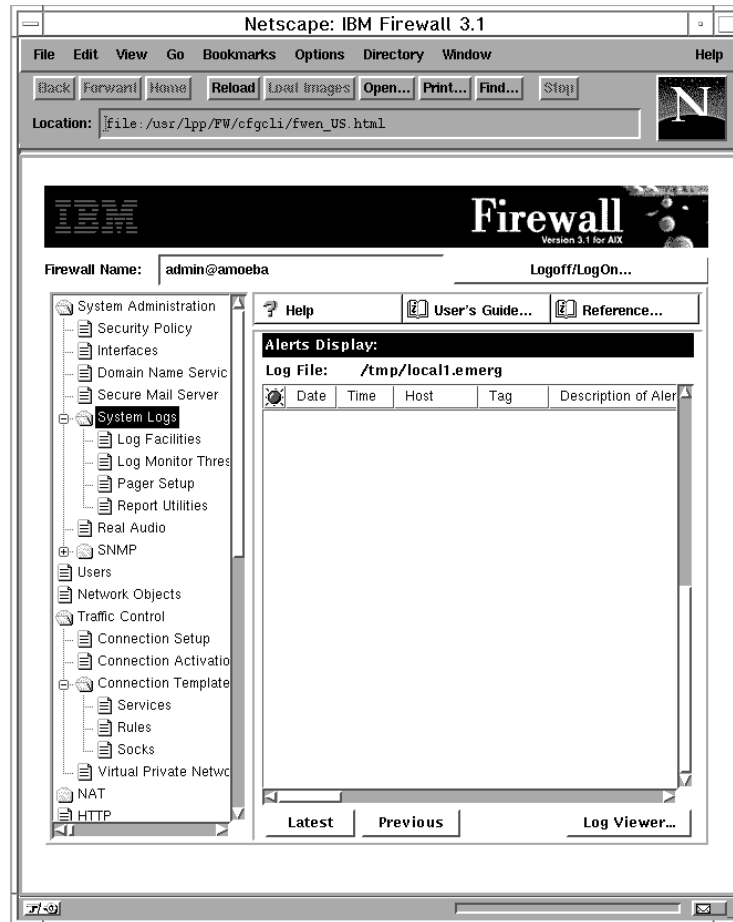 Netscape: IBM Firewall 3.1
File Edit View Go Bookmarks Options Directory Window Help
Back Forward Home Reload Load Images Open... Print... Find... Stop
N
Location: file:/usr/lpp/FW/cfgcli/fwen_US.html
IBM Firewall
Version 3.1 for AIX
Firewall Name: admin@amoeba Logoff/LogOn...
System Administration
Security Policy
Interfaces
Domain Name Servic
Secure Mail Server
System Logs
Log Facilities
Log Monitor Thres
Pager Setup
Report Utilities
Real Audio
SNMP
Users
Network Objects
Traffic Control
Connection Setup
Connection Activatio
Connection Template
Services
Rules
Socks
Virtual Private Netwo
NAT
HTTP
? Help User's Guide... Reference...
Alerts Display:
Log File: /tmp/local1.emerg
Date Time Host Tag Description of Aler
Latest Previous Log Viewer...